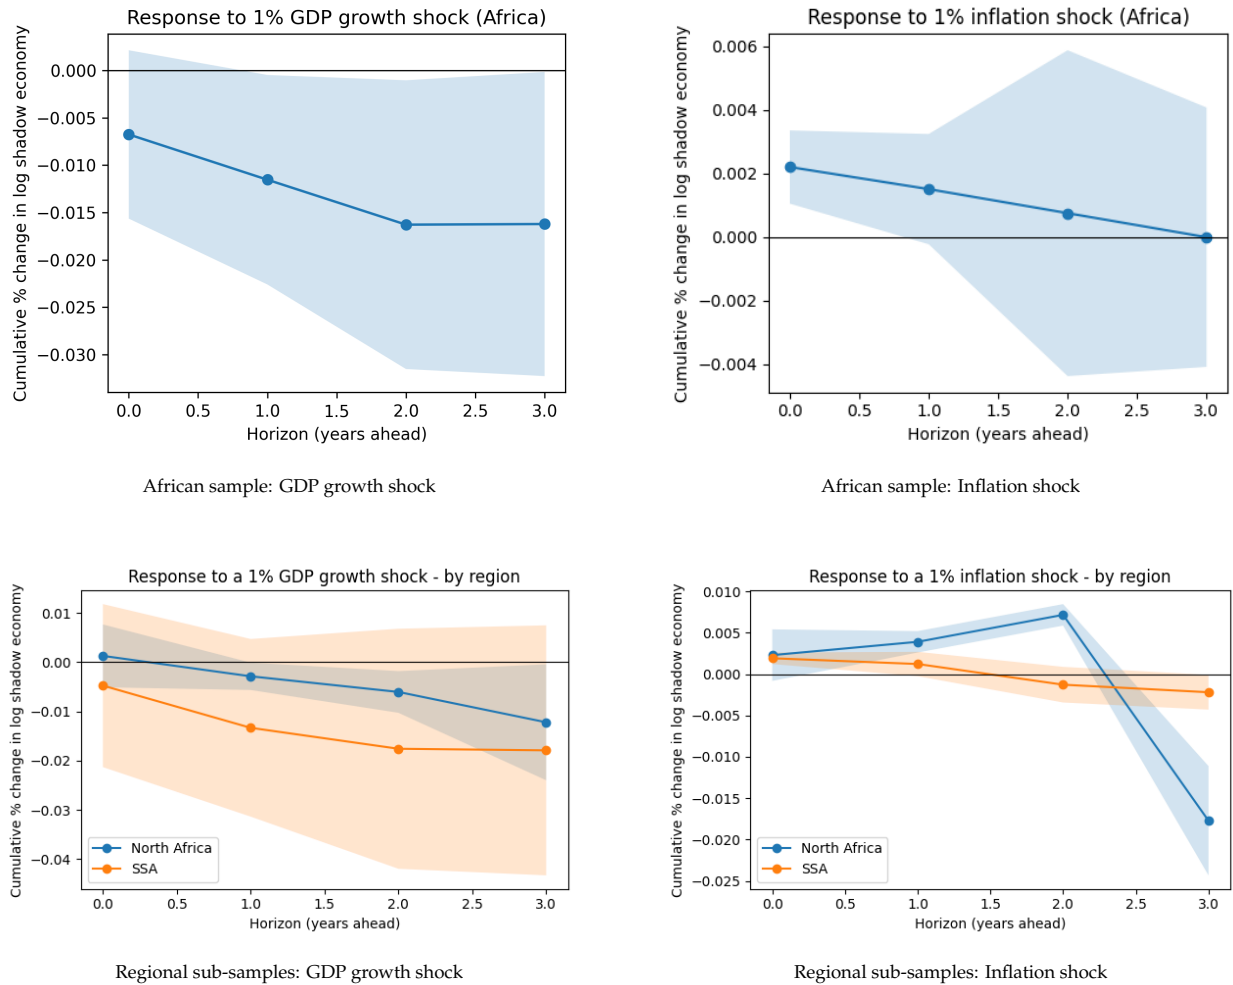 Response to 1% GDP growth shock (Africa)
Cumulative % change in log shadow economy
0.000
−0.005
−0.010
−0.015
−0.020
−0.025
−0.030
0.0 0.5 1.0 1.5 2.0 2.5 3.0
Horizon (years ahead)
African sample: GDP growth shock
Response to 1% inflation shock (Africa)
Cumulative % change in log shadow economy
0.006
0.004
0.002
0.000
−0.002
−0.004
0.0 0.5 1.0 1.5 2.0 2.5 3.0
Horizon (years ahead)
African sample: Inflation shock
Response to a 1% GDP growth shock - by region
Cumulative % change in log shadow economy
0.01
0.00
−0.01
−0.02
−0.03
−0.04
North Africa
SSA
0.0 0.5 1.0 1.5 2.0 2.5 3.0
Horizon (years ahead)
Regional sub-samples: GDP growth shock
Response to a 1% inflation shock - by region
Cumulative % change in log shadow economy
0.010
0.005
0.000
−0.005
−0.010
−0.015
−0.020
−0.025
North Africa
SSA
0.0 0.5 1.0 1.5 2.0 2.5 3.0
Horizon (years ahead)
Regional sub-samples: Inflation shock